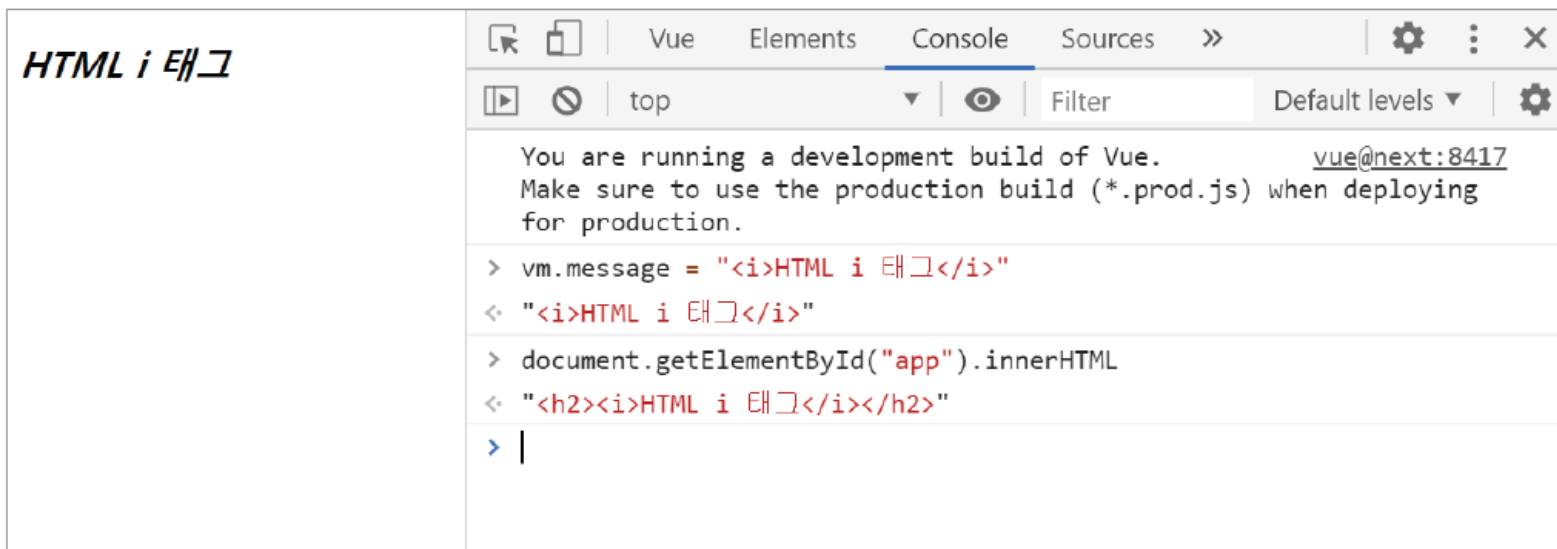 HTML i 태그
Vue Elements Console Sources »
top ▼ Filter Default levels ▼
You are running a development build of Vue. vue@next:8417
Make sure to use the production build (*.prod.js) when deploying
for production.
> vm.message = "<i>HTML i 태그</i>"
"<i>HTML i 태그</i>"
> document.getElementById("app").innerHTML
"<h2><i>HTML i 태그</i></h2>"
>